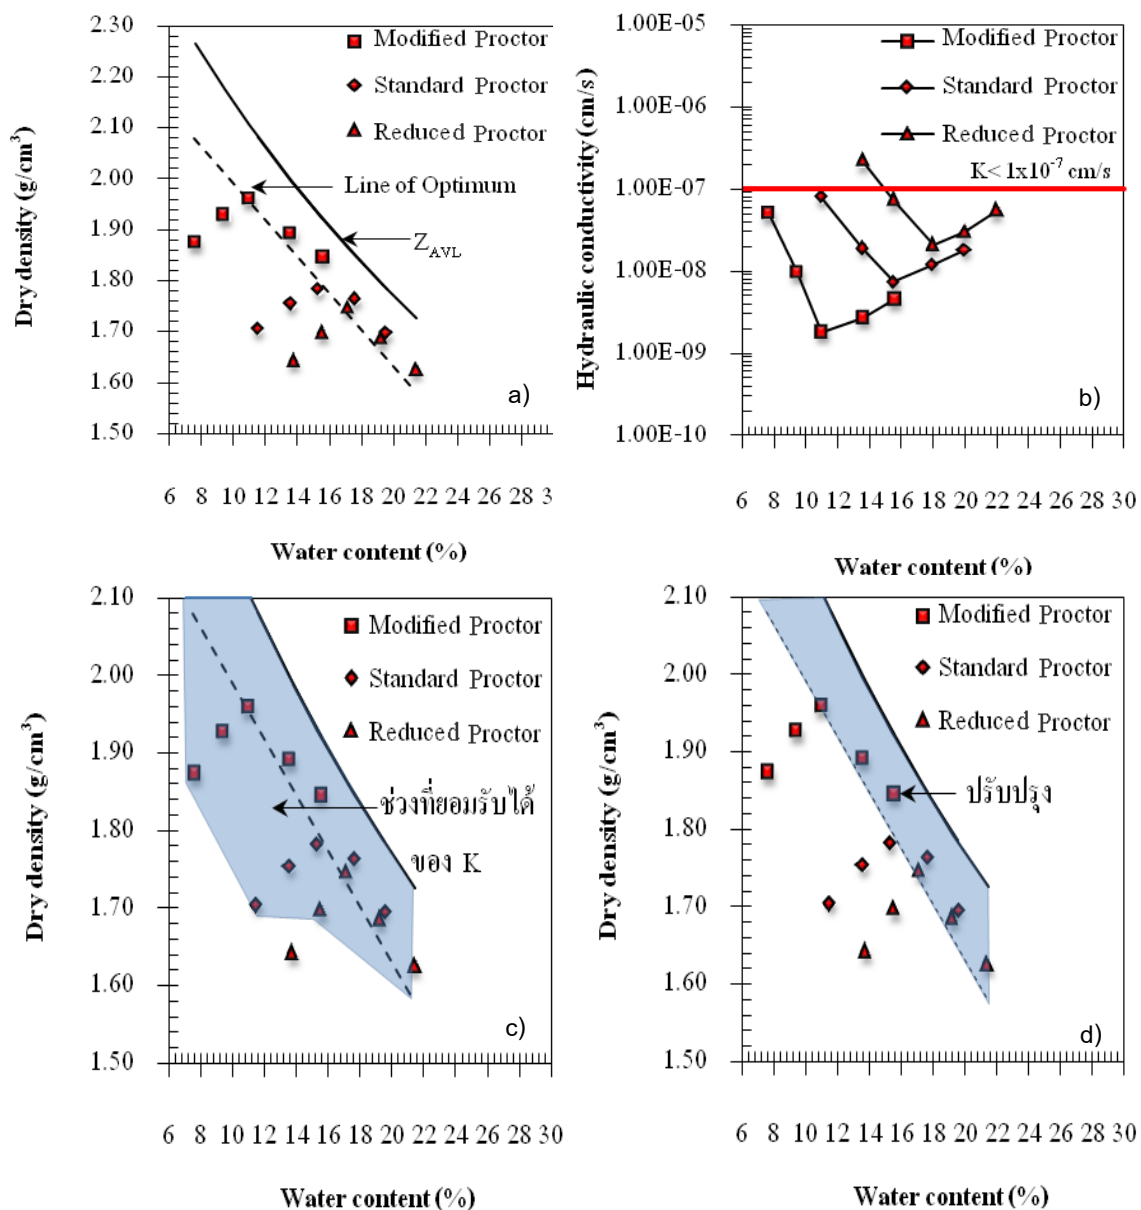 2.30
2.20
2.10
2.00
1.90
1.80
1.70
1.60
1.50
Dry density (g/cm³)
Modified Proctor
Standard Proctor
Reduced Proctor
Line of Optimum
Z_AVL
a)
6 8 10 12 14 16 18 20 22 24 26 28 3
Water content (%)
1.00E-05
1.00E-06
1.00E-07
1.00E-08
1.00E-09
1.00E-10
Hydraulic conductivity (cm/s)
Modified Proctor
Standard Proctor
Reduced Proctor
K< 1x10⁻⁷ cm/s
b)
6 8 10 12 14 16 18 20 22 24 26 28 30
Water content (%)
2.10
2.00
1.90
1.80
1.70
1.60
1.50
Dry density (g/cm³)
Modified Proctor
Standard Proctor
Reduced Proctor
ช่วงที่ยอมรับได้
ของ K
c)
6 8 10 12 14 16 18 20 22 24 26 28 30
Water content (%)
2.10
2.00
1.90
1.80
1.70
1.60
1.50
Dry density (g/cm³)
Modified Proctor
Standard Proctor
Reduced Proctor
ปรับปรุง
d)
6 8 10 12 14 16 18 20 22 24 26 28 30
Water content (%)